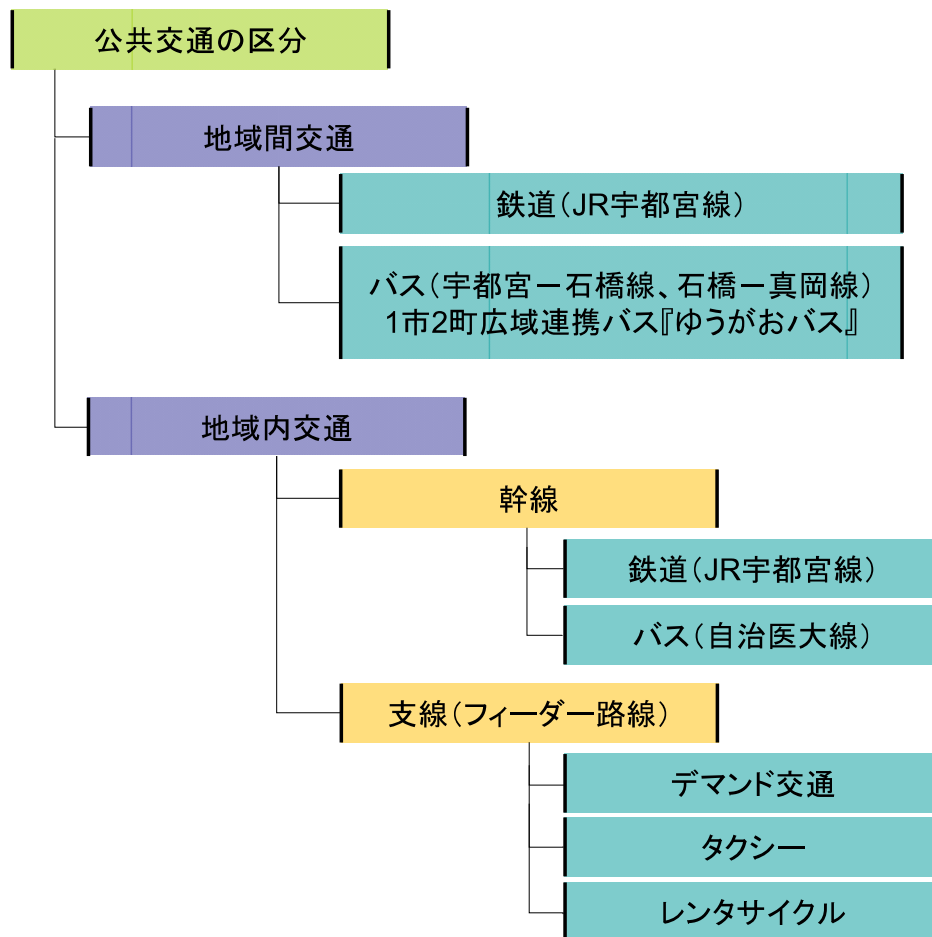 公共交通の区分
地域間交通
鉄道(JR宇都宮線)
バス(宇都宮ー石橋線、石橋ー真岡線)
1市2町広域連携バス『ゆうがおバス』
地域内交通
幹線
鉄道(JR宇都宮線)
バス(自治医大線)
支線(フィーダー路線)
デマンド交通
タクシー
レンタサイクル